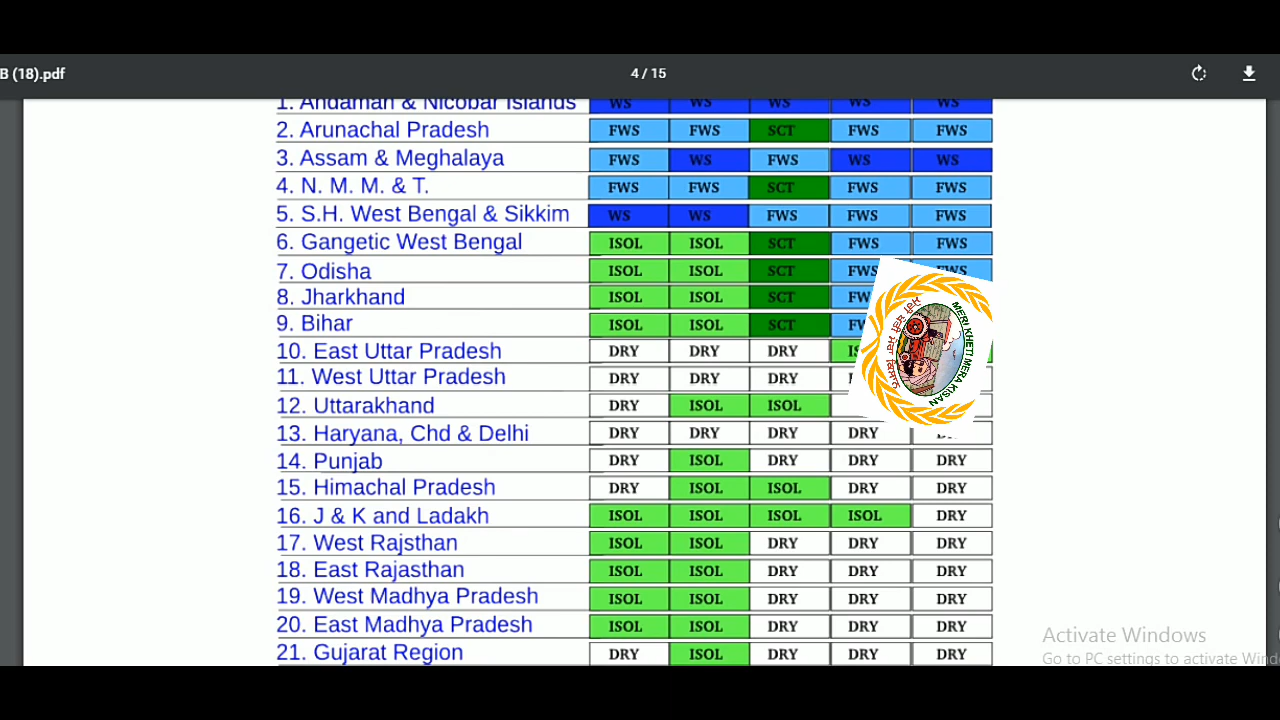 B (18).pdf 4 / 15
1. Andaman & Nicobar Islands WS WS WS WS WS
2. Arunachal Pradesh FWS FWS SCT FWS FWS
3. Assam & Meghalaya FWS WS FWS WS WS
4. N. M. M. & T. FWS FWS SCT FWS FWS
5. S.H. West Bengal & Sikkim WS WS FWS FWS FWS
6. Gangetic West Bengal ISOL ISOL SCT FWS FWS
7. Odisha ISOL ISOL SCT FWS FWS
8. Jharkhand ISOL ISOL SCT
9. Bihar ISOL ISOL SCT
10. East Uttar Pradesh DRY DRY DRY
11. West Uttar Pradesh DRY DRY DRY
12. Uttarakhand DRY ISOL ISOL
13. Haryana, Chd & Delhi DRY DRY DRY DRY
14. Punjab DRY ISOL DRY DRY DRY
15. Himachal Pradesh DRY ISOL ISOL DRY DRY
16. J & K and Ladakh ISOL ISOL ISOL ISOL DRY
17. West Rajsthan ISOL ISOL DRY DRY DRY
18. East Rajasthan ISOL ISOL DRY DRY DRY
19. West Madhya Pradesh ISOL ISOL DRY DRY DRY
20. East Madhya Pradesh ISOL ISOL DRY DRY DRY
21. Gujarat Region DRY ISOL DRY DRY DRY
MERI KHETI MERA KISAN
मेरी खेती मेरा किसान
Activate Windows
Go to PC settings to activate